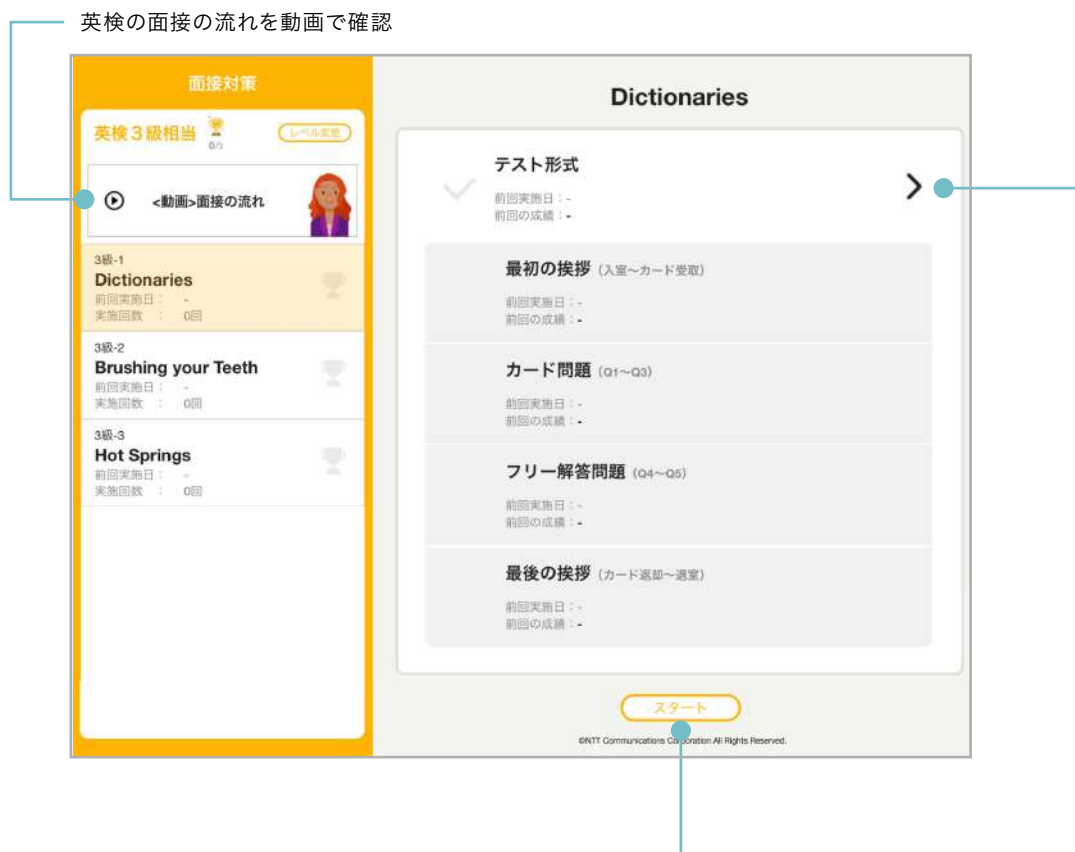 英検の面接の流れを動画で確認
面接対策
英検3級相当
0/3
レベル変更
<動画>面接の流れ
3級-1
Dictionaries
前回実施日： -
実施回数 ： 0回
3級-2
Brushing your Teeth
前回実施日： -
実施回数 ： 0回
3級-3
Hot Springs
前回実施日： -
実施回数 ： 0回
Dictionaries
テスト形式
前回実施日：-
前回の成績：-
最初の挨拶（入室～カード受取）
前回実施日：-
前回の成績：-
カード問題（Q1～Q3）
前回実施日：-
前回の成績：-
フリー解答問題（Q4～Q5）
前回実施日：-
前回の成績：-
最後の挨拶（カード返却～退室）
前回実施日：-
前回の成績：-
スタート
©NTT Communications Corporation All Rights Reserved.